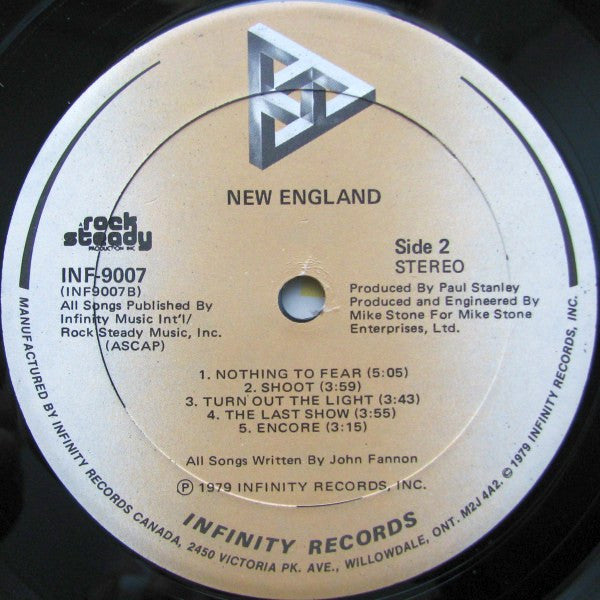 NEW ENGLAND
A rock
steady
PRODUCTION INC
INF-9007
(INF9007B)
All Songs Published By
Infinity Music Int'l/
Rock Steady Music, Inc.
(ASCAP)
Side 2
STEREO
Produced By Paul Stanley
Produced and Engineered By
Mike Stone For Mike Stone
Enterprises, Ltd.
1. NOTHING TO FEAR (5:05)
2. SHOOT (3:59)
3. TURN OUT THE LIGHT (3:43)
4. THE LAST SHOW (3:55)
5. ENCORE (3:15)
All Songs Written By John Fannon
Ⓟ 1979 INFINITY RECORDS, INC.
INFINITY RECORDS
MANUFACTURED BY INFINITY RECORDS CANADA, 2450 VICTORIA PK. AVE., WILLOWDALE, ONT. M2J 4A2. © 1979 INFINITY RECORDS, INC.